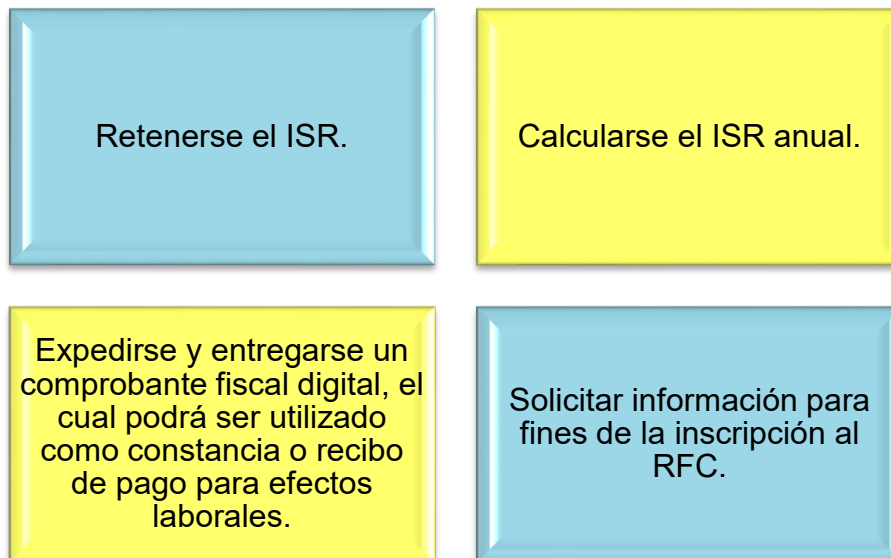 Retenerse el ISR.
Calcularse el ISR anual.
Expedirse y entregarse un
comprobante fiscal digital, el
cual podrá ser utilizado
como constancia o recibo
de pago para efectos
laborales.
Solicitar información para
fines de la inscripción al
RFC.